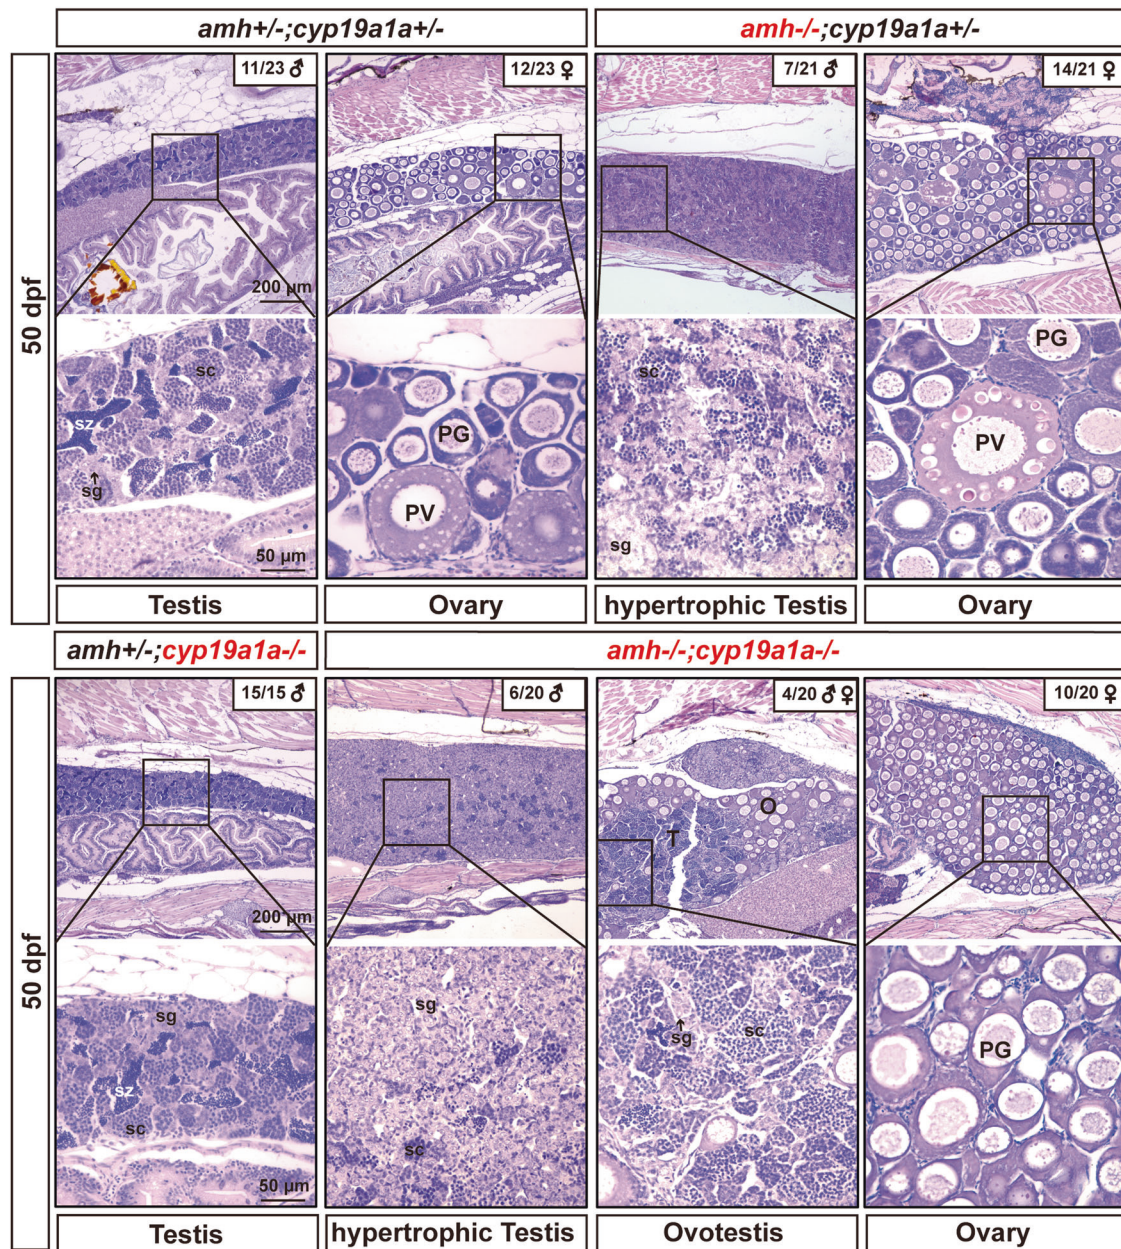 amh+/-;cyp19a1a+/-
amh-/-;cyp19a1a+/-
50 dpf
11/23 ♂
12/23 ♀
7/21 ♂
14/21 ♀
200 μm
sc
sz
sg
50 μm
PG
PV
sc
sg
PG
PV
Testis
Ovary
hypertrophic Testis
Ovary
amh+/-;cyp19a1a-/-
amh-/-;cyp19a1a-/-
50 dpf
15/15 ♂
6/20 ♂
4/20 ♂♀
10/20 ♀
200 μm
O
T
sg
sz
sc
50 μm
sg
sc
sg
sc
PG
Testis
hypertrophic Testis
Ovotestis
Ovary